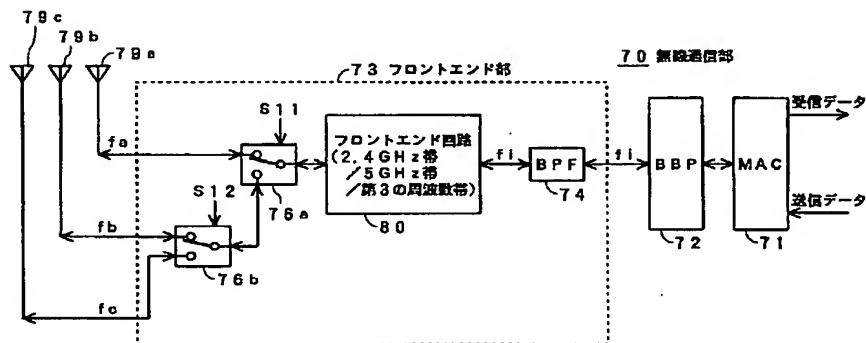 79c
79b
79a
73 フロントエンド部
70 無線通信部
S11
fa
フロントエンド回路
(2.4GHz帯
/5GHz帯
/第3の周波数帯)
80
76a
fi
BPF
74
fi
BBP
72
MAC
71
受信データ
送信データ
S12
fb
76b
fc